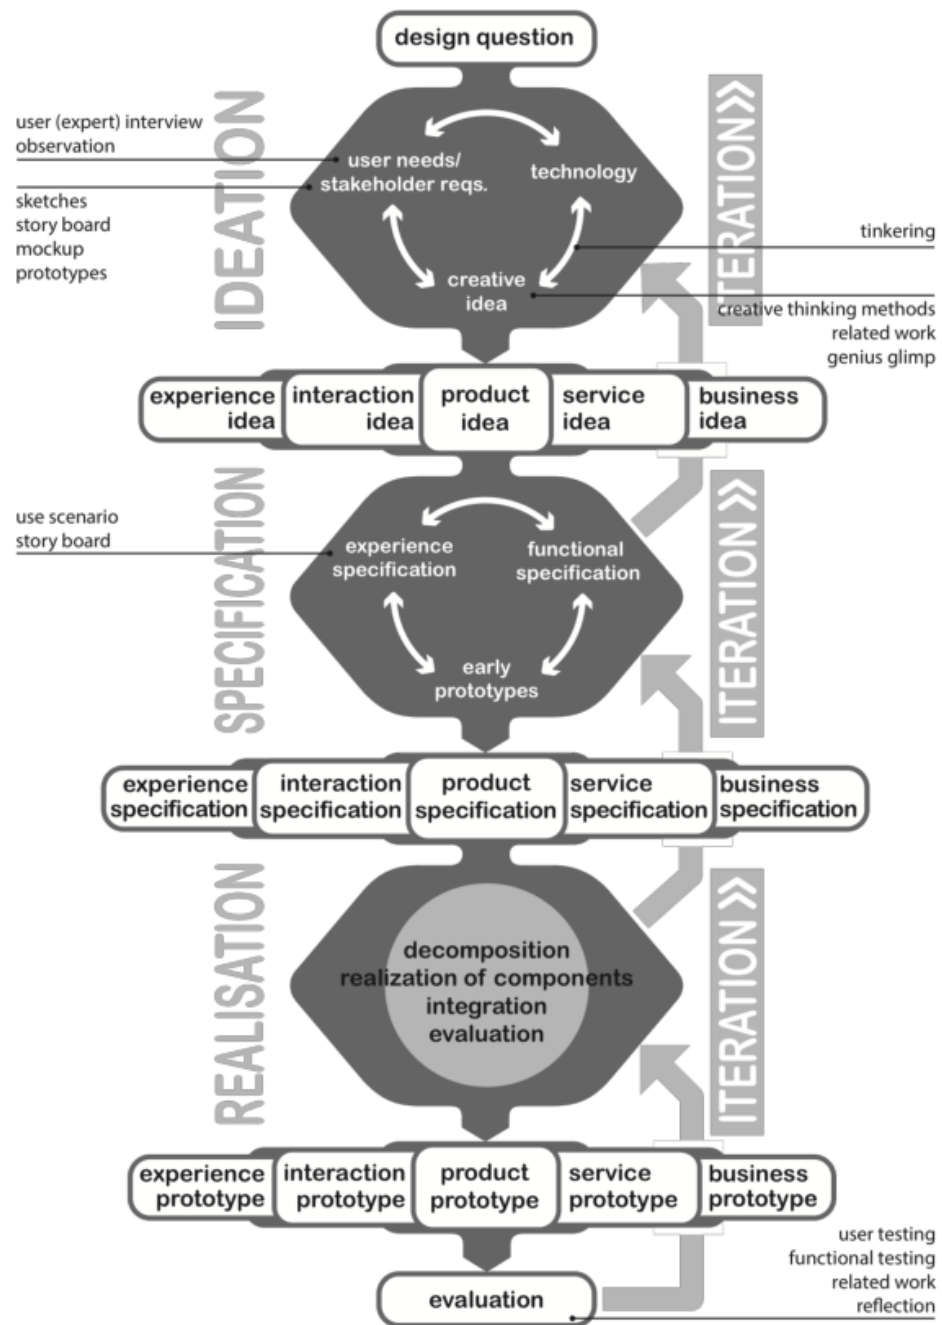 design question
IDEATION
user (expert) interview
observation
sketches
story board
mockup
prototypes
user needs/
stakeholder reqs.
technology
creative
idea
ITERATION
tinkering
creative thinking methods
related work
genius glimp
experience
idea
interaction
idea
product
idea
service
idea
business
idea
SPECIFICATION
use scenario
story board
experience
specification
functional
specification
early
prototypes
ITERATION
experience
specification
interaction
specification
product
specification
service
specification
business
specification
REALISATION
decomposition
realization of components
integration
evaluation
ITERATION
experience
prototype
interaction
prototype
product
prototype
service
prototype
business
prototype
evaluation
user testing
functional testing
related work
reflection